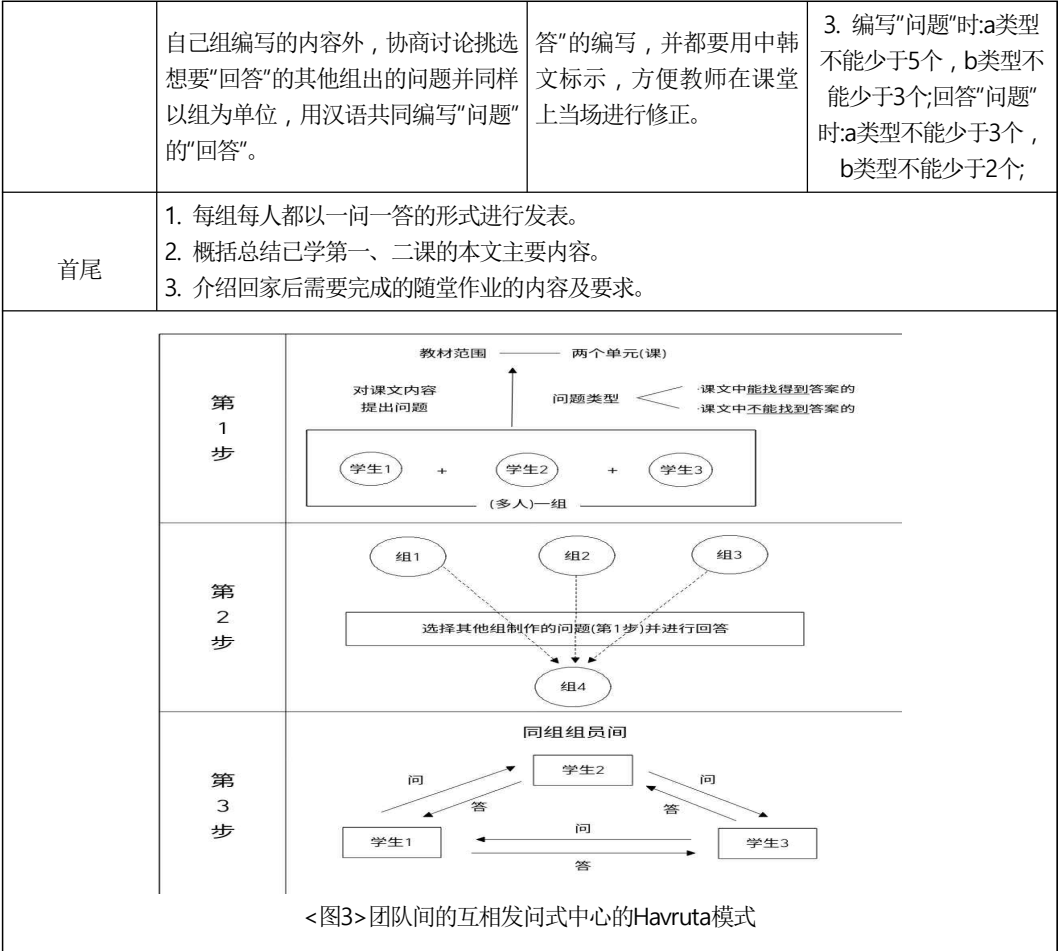 自己组编写的内容外，协商讨论挑选
想要"回答"的其他组出的问题并同样
以组为单位，用汉语共同编写"问题"
的"回答"。
答"的编写，并都要用中韩
文标示，方便教师在课堂
上当场进行修正。
3. 编写"问题"时:a类型
不能少于5个，b类型不
能少于3个;回答"问题"
时:a类型不能少于3个，
b类型不能少于2个;
首尾
1. 每组每人都以一问一答的形式进行发表。
2. 概括总结已学第一、二课的本文主要内容。
3. 介绍回家后需要完成的随堂作业的内容及要求。
第
1
步
教材范围 两个单元(课)
对课文内容
提出问题
问题类型
·课文中能找得到答案的
·课文中不能找到答案的
学生1 + 学生2 + 学生3
(多人)一组
第
2
步
组1 组2 组3
选择其他组制作的问题(第1步)并进行回答
组4
第
3
步
同组组员间
学生2
问 问
答 答
学生1 问 学生3
答
<图3>团队间的互相发问式中心的Havruta模式